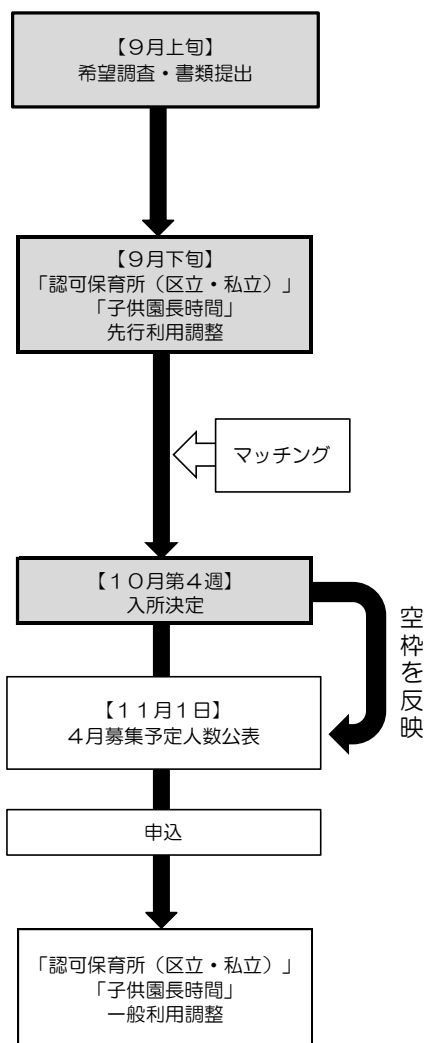 【９月上旬】
希望調査・書類提出
【９月下旬】
「認可保育所（区立・私立）」
「子供園長時間」
先行利用調整
マッチング
【１０月第４週】
入所決定
空枠を反映
【１１月１日】
４月募集予定人数公表
申込
「認可保育所（区立・私立）」
「子供園長時間」
一般利用調整